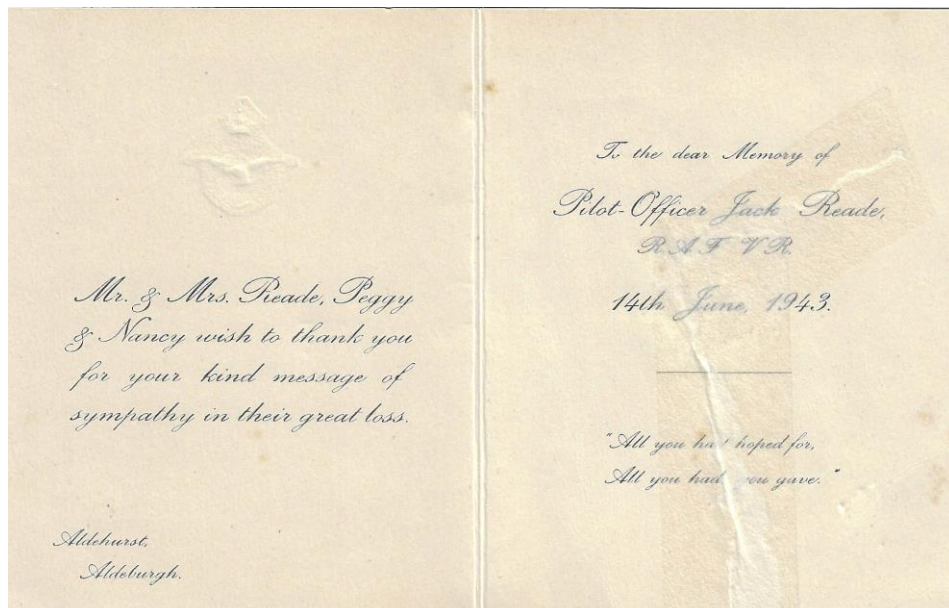 Mr. & Mrs. Reade, Peggy
& Nancy wish to thank you
for your kind message of
sympathy in their great loss.
Aldehurst,
Aldeburgh.
To the dear Memory of
Pilot-Officer Jack Reade,
R.A.F V.R.
14th June, 1943.
"All you had hoped for,
All you had you gave."